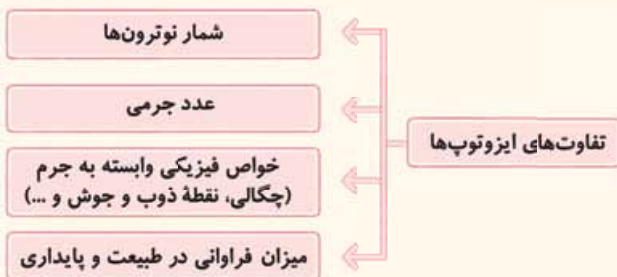 تفاوت‌های ایزوتوپ‌ها
شمار نوترون‌ها
عدد جرمی
خواص فیزیکی وابسته به جرم
(چگالی، نقطهٔ ذوب و جوش و ...)
میزان فراوانی در طبیعت و پایداری